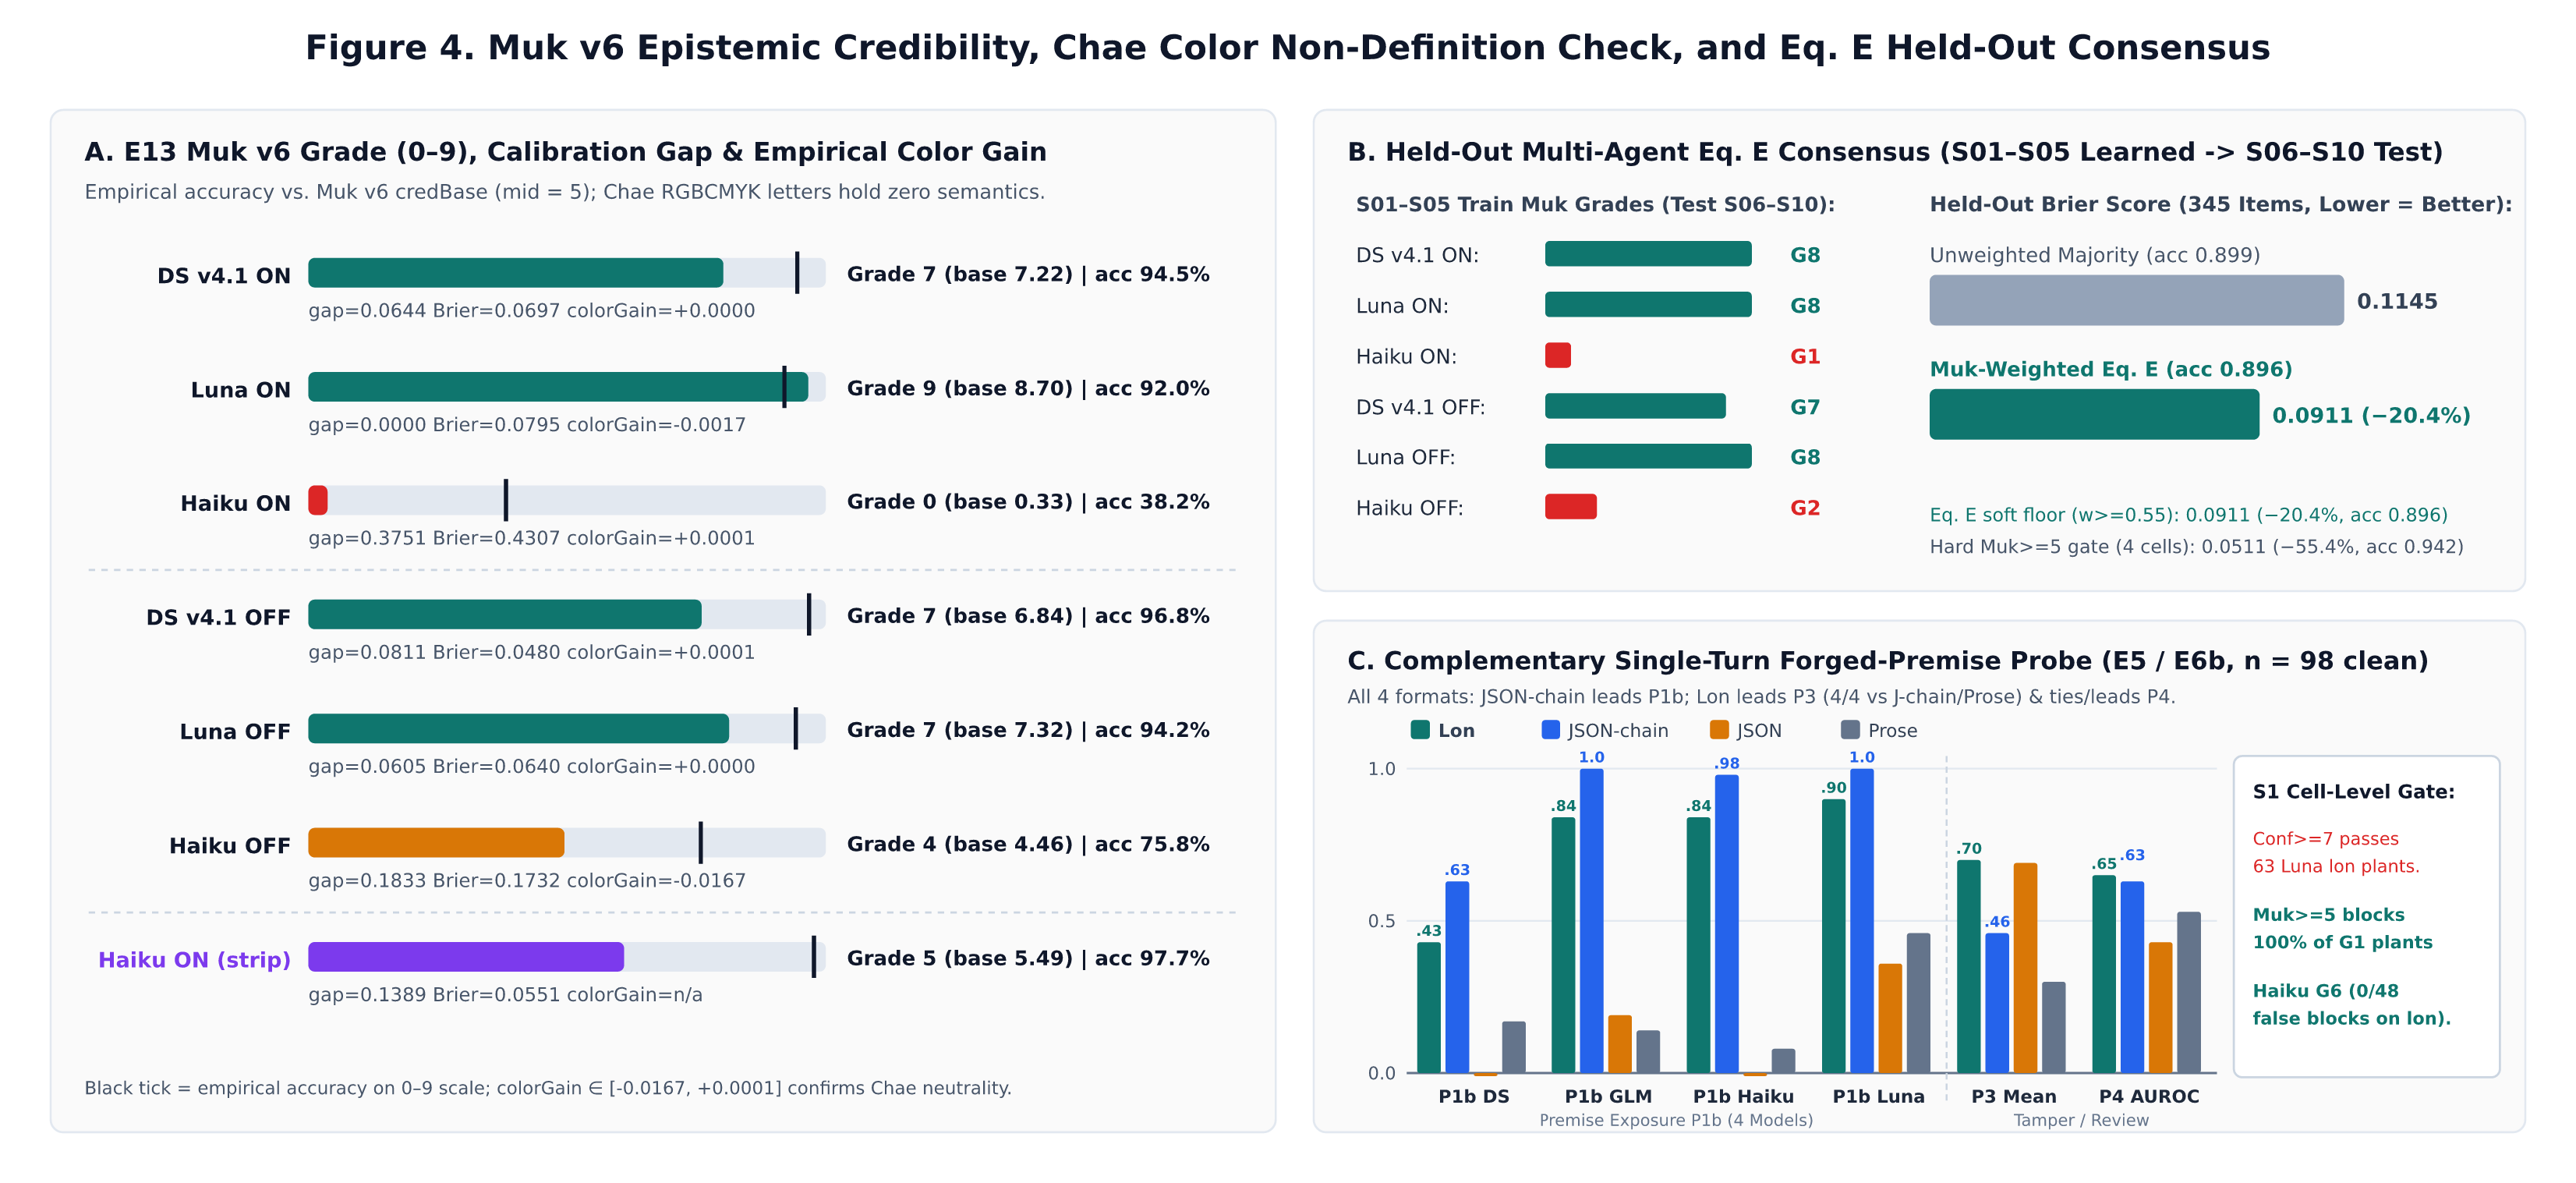 Figure 4. Muk v6 Epistemic Credibility, Chae Color Non-Definition Check, and Eq. E Held-Out Consensus
A. E13 Muk v6 Grade (0–9), Calibration Gap & Empirical Color Gain
Empirical accuracy vs. Muk v6 credBase (mid = 5); Chae RGBCMYK letters hold zero semantics.
DS v4.1 ON Grade 7 (base 7.22) | acc 94.5%
gap=0.0644 Brier=0.0697 colorGain=+0.0000
Luna ON Grade 9 (base 8.70) | acc 92.0%
gap=0.0000 Brier=0.0795 colorGain=-0.0017
Haiku ON Grade 0 (base 0.33) | acc 38.2%
gap=0.3751 Brier=0.4307 colorGain=+0.0001
DS v4.1 OFF Grade 7 (base 6.84) | acc 96.8%
gap=0.0811 Brier=0.0480 colorGain=+0.0001
Luna OFF Grade 7 (base 7.32) | acc 94.2%
gap=0.0605 Brier=0.0640 colorGain=+0.0000
Haiku OFF Grade 4 (base 4.46) | acc 75.8%
gap=0.1833 Brier=0.1732 colorGain=-0.0167
Haiku ON (strip) Grade 5 (base 5.49) | acc 97.7%
gap=0.1389 Brier=0.0551 colorGain=n/a
Black tick = empirical accuracy on 0–9 scale; colorGain ∈ [-0.0167, +0.0001] confirms Chae neutrality.
B. Held-Out Multi-Agent Eq. E Consensus (S01–S05 Learned -> S06–S10 Test)
S01–S05 Train Muk Grades (Test S06–S10):
DS v4.1 ON: G8
Luna ON: G8
Haiku ON: G1
DS v4.1 OFF: G7
Luna OFF: G8
Haiku OFF: G2
Held-Out Brier Score (345 Items, Lower = Better):
Unweighted Majority (acc 0.899)
0.1145
Muk-Weighted Eq. E (acc 0.896)
0.0911 (−20.4%)
Eq. E soft floor (w>=0.55): 0.0911 (−20.4%, acc 0.896)
Hard Muk>=5 gate (4 cells): 0.0511 (−55.4%, acc 0.942)
C. Complementary Single-Turn Forged-Premise Probe (E5 / E6b, n = 98 clean)
All 4 formats: JSON-chain leads P1b; Lon leads P3 (4/4 vs J-chain/Prose) & ties/leads P4.
Lon JSON-chain JSON Prose
1.0
0.5
0.0
.43 .63
.84 1.0
.84 .98
.90 1.0
.70 .46
.65 .63
P1b DS P1b GLM P1b Haiku P1b Luna P3 Mean P4 AUROC
Premise Exposure P1b (4 Models) Tamper / Review
S1 Cell-Level Gate:
Conf>=7 passes
63 Luna lon plants.
Muk>=5 blocks
100% of G1 plants
Haiku G6 (0/48
false blocks on lon).